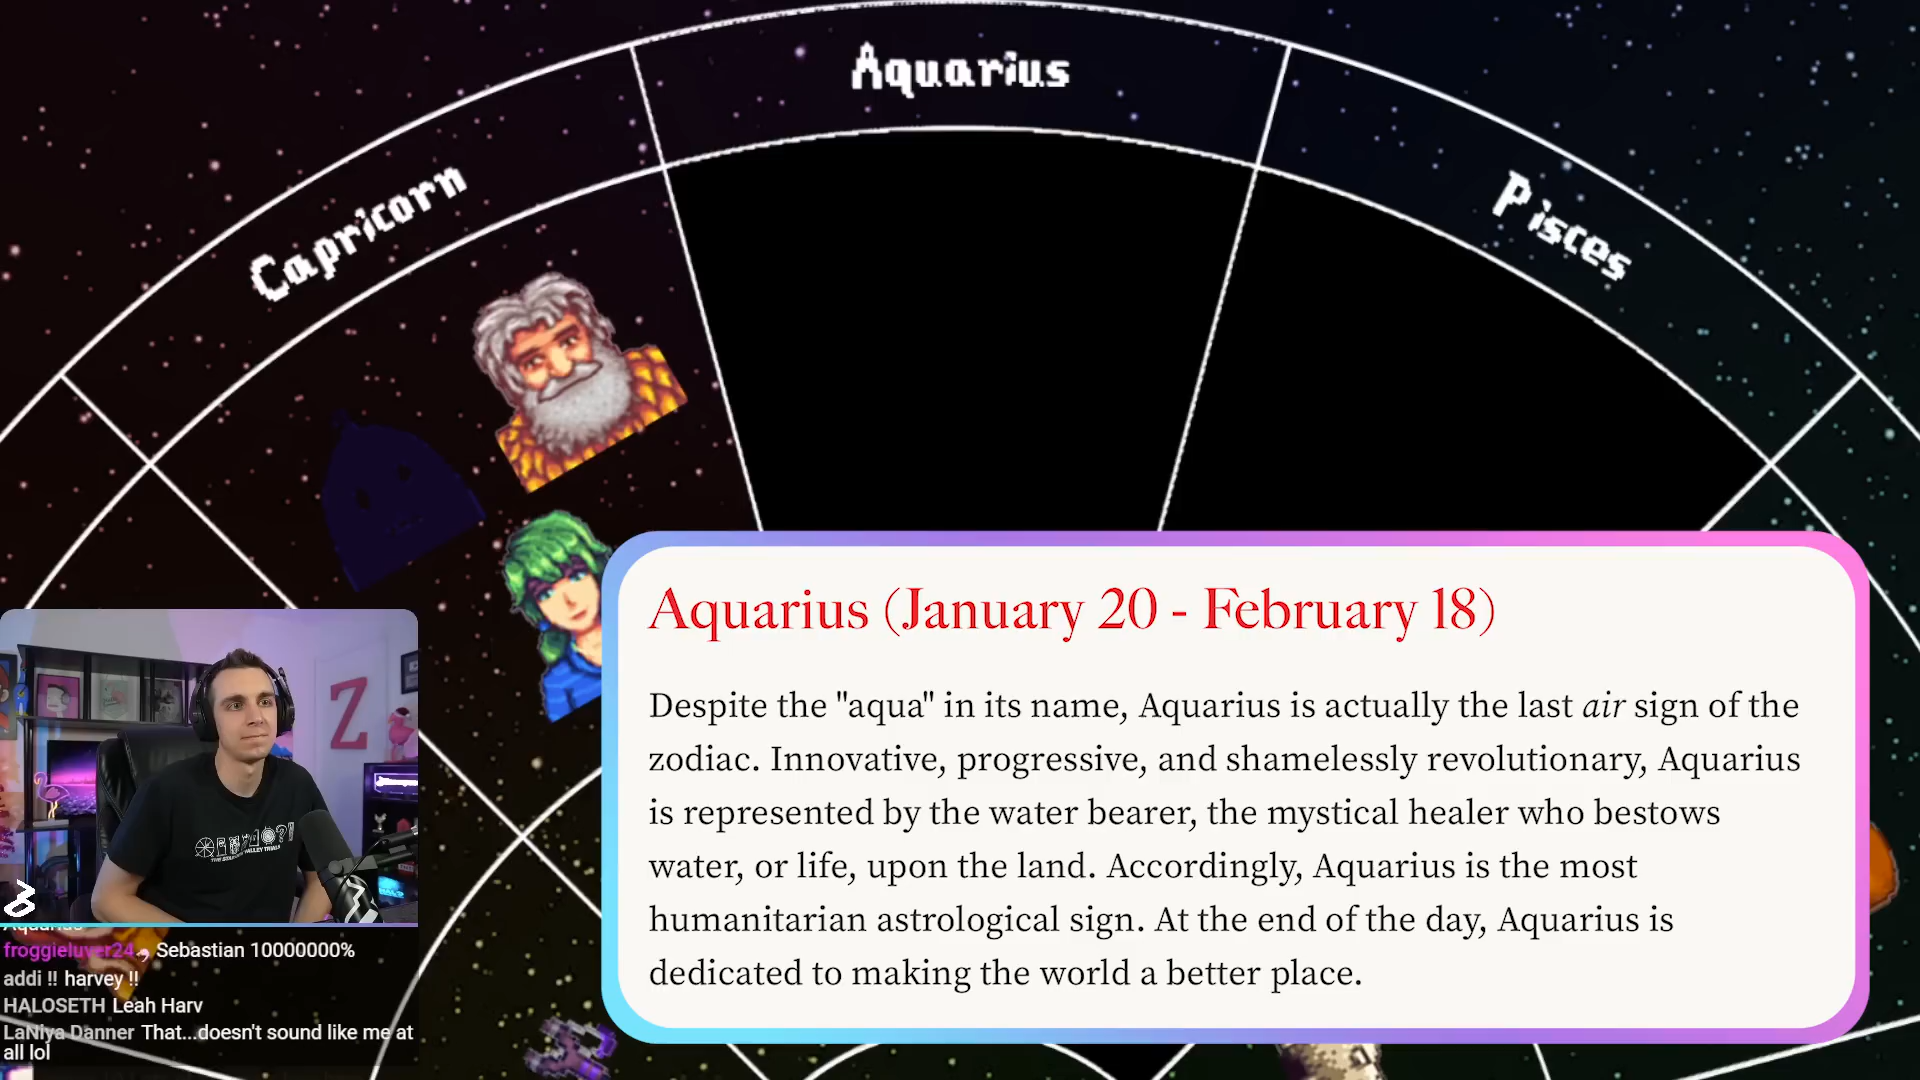 Aquarius
Capricorn
Pisces
Aquarius (January 20 - February 18)
Despite the "aqua" in its name, Aquarius is actually the last air sign of the
zodiac. Innovative, progressive, and shamelessly revolutionary, Aquarius
is represented by the water bearer, the mystical healer who bestows
water, or life, upon the land. Accordingly, Aquarius is the most
humanitarian astrological sign. At the end of the day, Aquarius is
dedicated to making the world a better place.
Z
Aquarius
froggieluver24 Sebastian 10000000%
addi !! harvey !!
HALOSETH Leah Harv
LaNiya Danner That...doesn't sound like me at
all lol